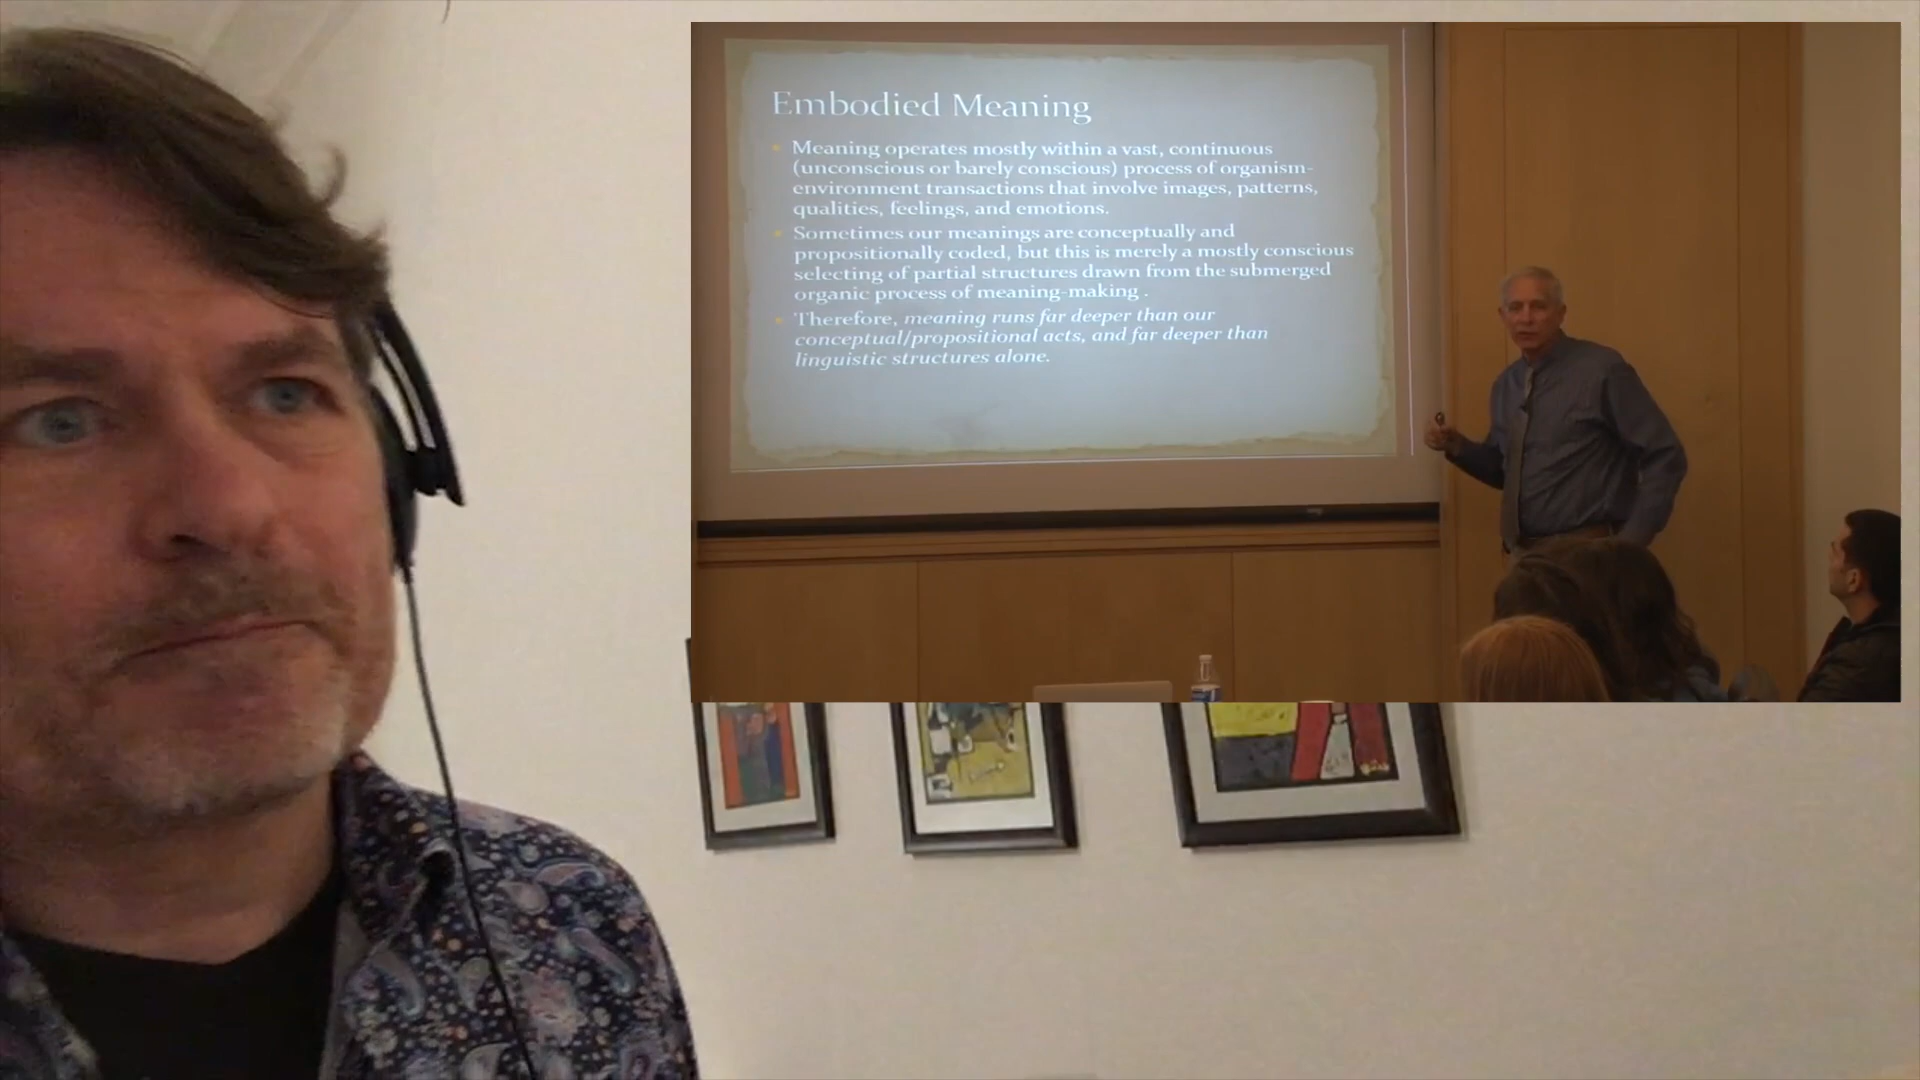 Embodied Meaning
Meaning operates mostly within a vast, continuous
(unconscious or barely conscious) process of organism-
environment transactions that involve images, patterns,
qualities, feelings, and emotions.
Sometimes our meanings are conceptually and
propositionally coded, but this is merely a mostly conscious
selecting of partial structures drawn from the submerged
organic process of meaning-making .
Therefore, meaning runs far deeper than our
conceptual/propositional acts, and far deeper than
linguistic structures alone.